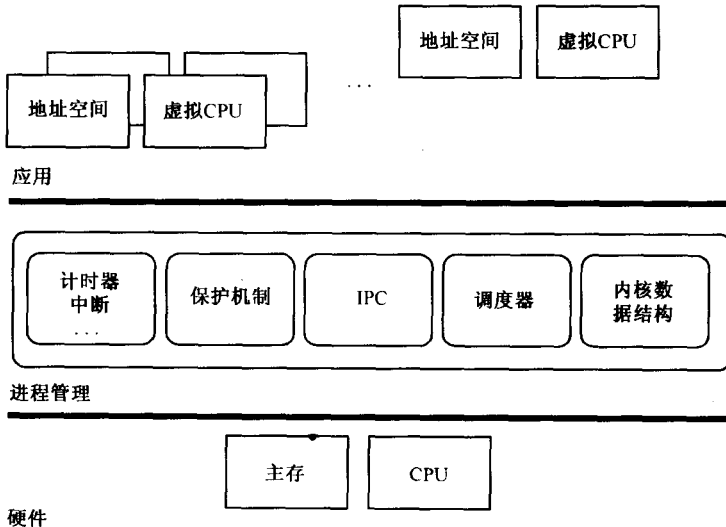 地址空间 虚拟CPU
地址空间 虚拟CPU
...
应用
计时器
中断
...
保护机制
IPC
调度器
内核数
据结构
进程管理
主存
CPU
硬件